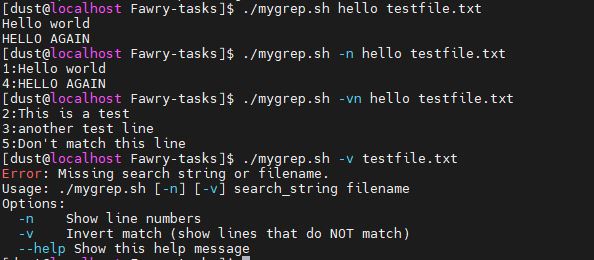 [dust@localhost Fawry-tasks]$ ./mygrep.sh hello testfile.txt
Hello world
HELLO AGAIN
[dust@localhost Fawry-tasks]$ ./mygrep.sh -n hello testfile.txt
1:Hello world
4:HELLO AGAIN
[dust@localhost Fawry-tasks]$ ./mygrep.sh -vn hello testfile.txt
2:This is a test
3:another test line
5:Don't match this line
[dust@localhost Fawry-tasks]$ ./mygrep.sh -v testfile.txt
Error: Missing search string or filename.
Usage: ./mygrep.sh [-n] [-v] search_string filename
Options:
  -n    Show line numbers
  -v    Invert match (show lines that do NOT match)
  --help Show this help message
[dust@localhost Fawry-tasks]$